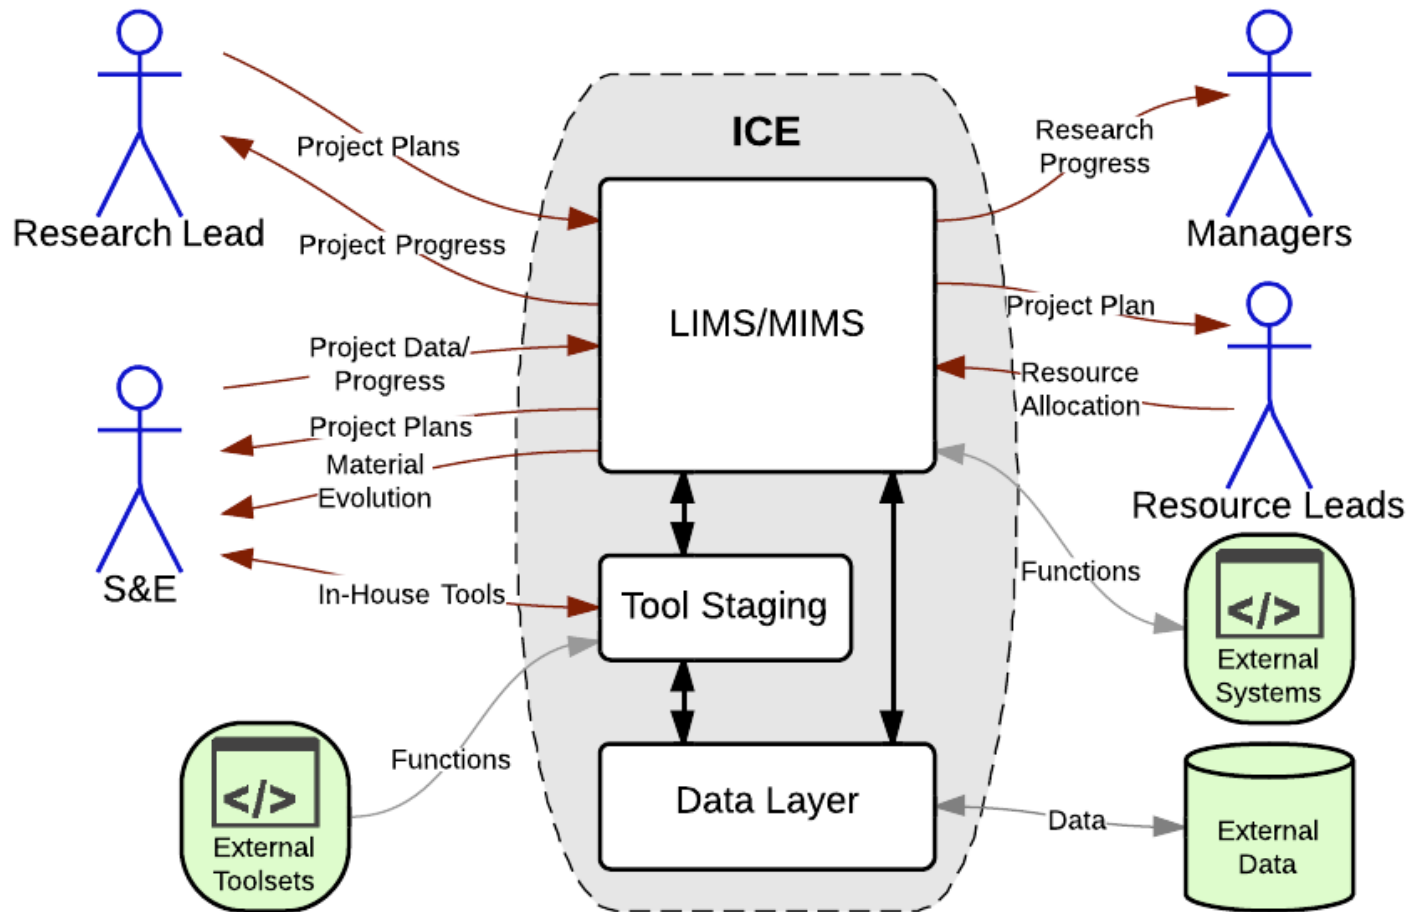 ICE
Project Plans
Research Lead
Project Progress
Research
Progress
Managers
LIMS/MIMS
Project Plan
Project Data/
Progress
Resource
Allocation
Project Plans
Material
Evolution
Resource Leads
S&E
In-House Tools
Tool Staging
Functions
</>
External
Systems
Functions
</>
External
Toolsets
Data Layer
Data
External
Data